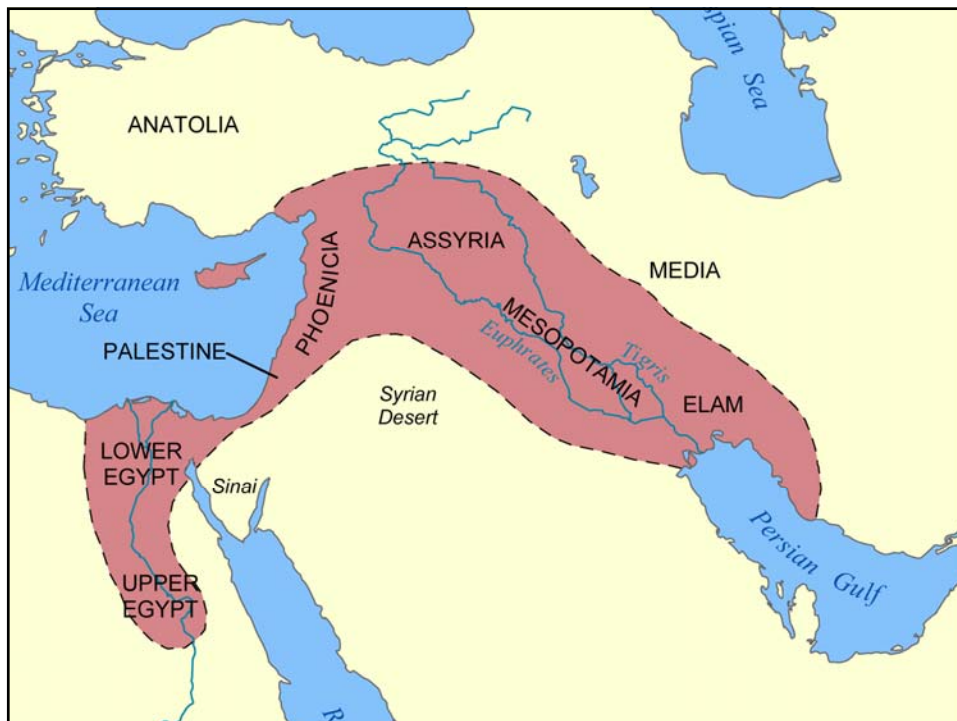 spian Sea
ANATOLIA
ASSYRIA
MEDIA
Mediterranean
Sea
PHOENICIA
MESOPOTAMIA
Euphrates
Tigris
PALESTINE
Syrian
Desert
ELAM
LOWER
EGYPT
Sinai
Persian Gulf
UPPER
EGYPT
R